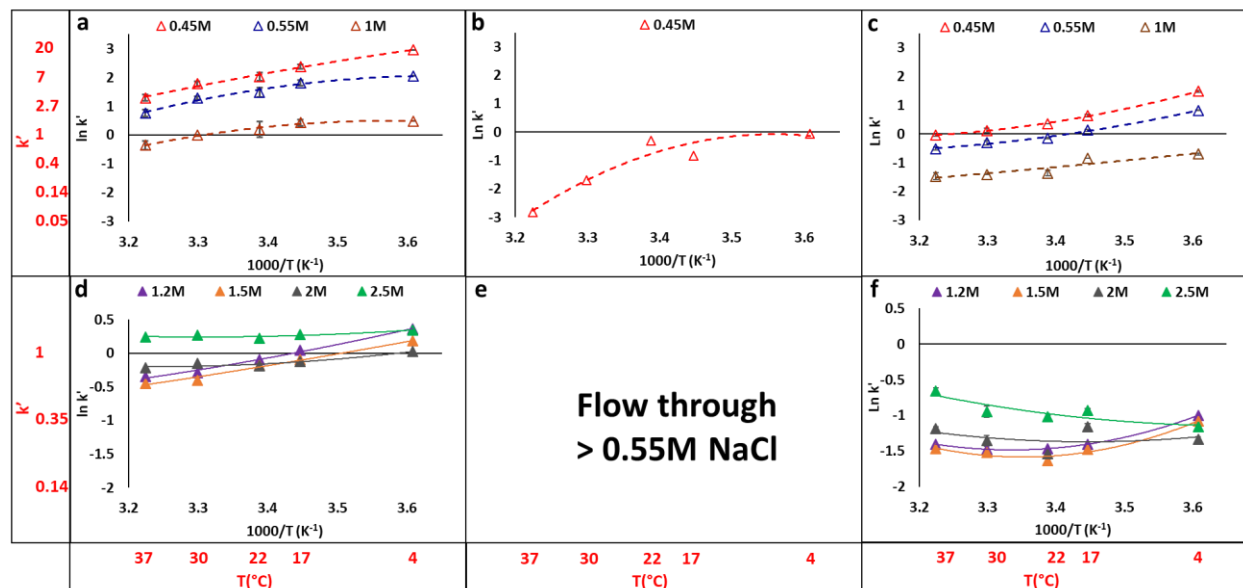 a
0.45M 0.55M 1M
20
7
2.7
1
0.4
0.14
0.05
k'
ln k'
3
2
1
0
-1
-2
-3
3.2 3.3 3.4 3.5 3.6
1000/T (K-1)
b
0.45M
Ln k'
3
2
1
0
-1
-2
-3
3.2 3.3 3.4 3.5 3.6
1000/T (K-1)
c
0.45M 0.55M 1M
Ln k'
3
2
1
0
-1
-2
-3
3.2 3.3 3.4 3.5 3.6
1000/T (K-1)
d
1.2M 1.5M 2M 2.5M
1
0.35
0.14
k'
ln k'
0.5
0
-0.5
-1
-1.5
-2
3.2 3.3 3.4 3.5 3.6
1000/T (K-1)
e
Flow through
> 0.55M NaCl
f
1.2M 1.5M 2M 2.5M
Ln k'
0.5
0
-0.5
-1
-1.5
-2
3.2 3.3 3.4 3.5 3.6
1000/T (K-1)
37 30 22 17 4
T(°C)
37 30 22 17 4
T(°C)
37 30 22 17 4
T(°C)